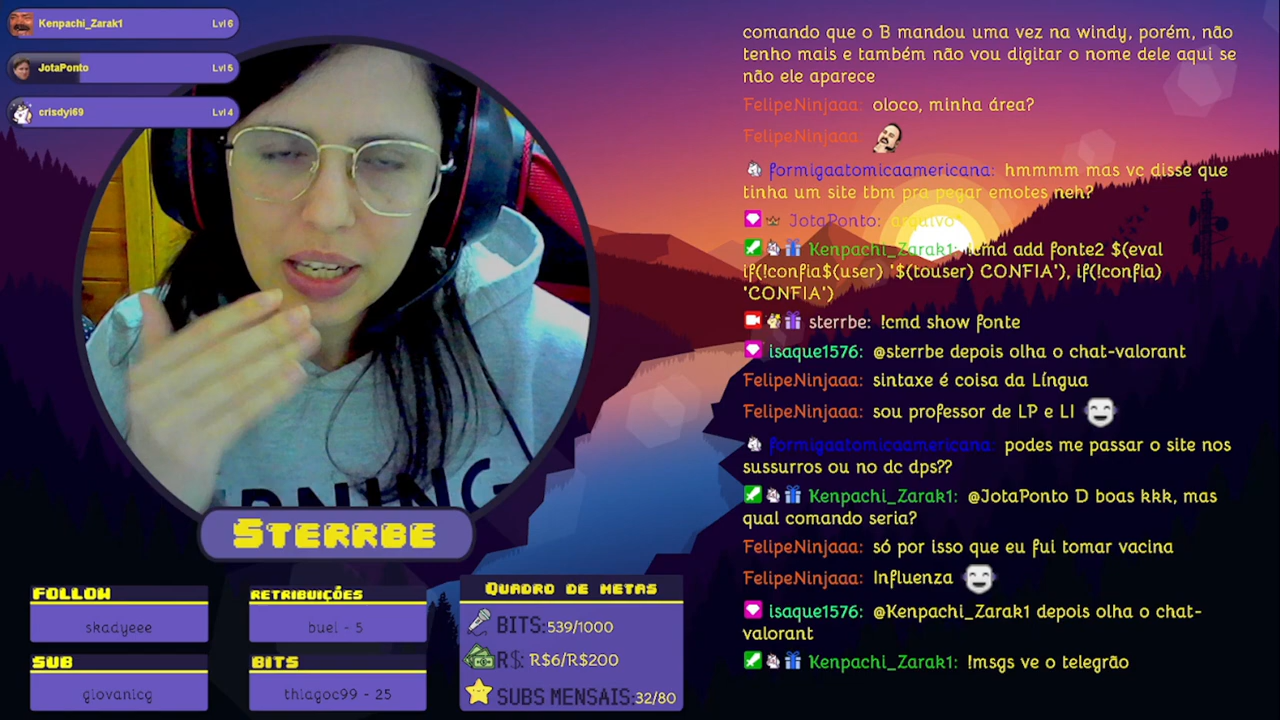 Kenpachi_Zarak1 Lvl 6
JotaPonto Lvl 5
crisdyi69 Lvl 4
STERRBE
FOLLOW
skadyeee
RETRIBUIÇÕES
buel - 5
SUB
giovanicg
BITS
thiagoc99 - 25
QUADRO DE METAS
BITS:539/1000
R$: R$6/R$200
SUBS MENSAIS:32/80
comando que o B mandou uma vez na windy, porém, não
tenho mais e também não vou digitar o nome dele aqui se
não ele aparece
FelipeNinjaaa: oloco, minha área?
FelipeNinjaaa:
formigaatomicaamericana: hmmmm mas vc disse que
tinha um site tbm pra pegar emotes neh?
JotaPonto: arquivo*
Kenpachi_Zarak1: !cmd add fonte2 $(eval
if(!confia$(user) '$(touser) CONFIA'), if(!confia)
'CONFIA')
sterrbe: !cmd show fonte
isaque1576: @sterrbe depois olha o chat-valorant
FelipeNinjaaa: sintaxe é coisa da Língua
FelipeNinjaaa: sou professor de LP e LI
formigaatomicaamericana: podes me passar o site nos
sussurros ou no dc dps??
Kenpachi_Zarak1: @JotaPonto D boas kkk, mas
qual comando seria?
FelipeNinjaaa: só por isso que eu fui tomar vacina
FelipeNinjaaa: Influenza
isaque1576: @Kenpachi_Zarak1 depois olha o chat-
valorant
Kenpachi_Zarak1: !msgs ve o telegrão